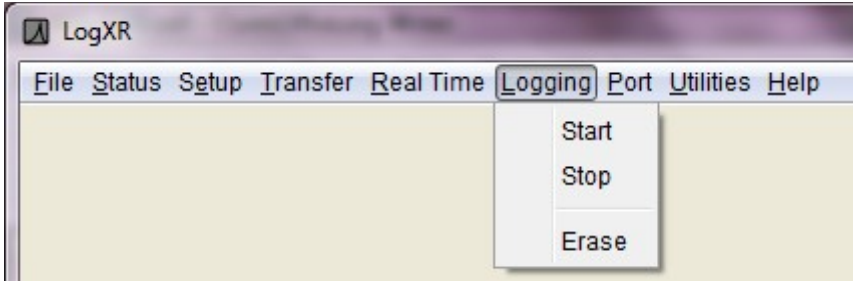 LogXR
File Status Setup Transfer Real Time Logging Port Utilities Help
Start
Stop
Erase